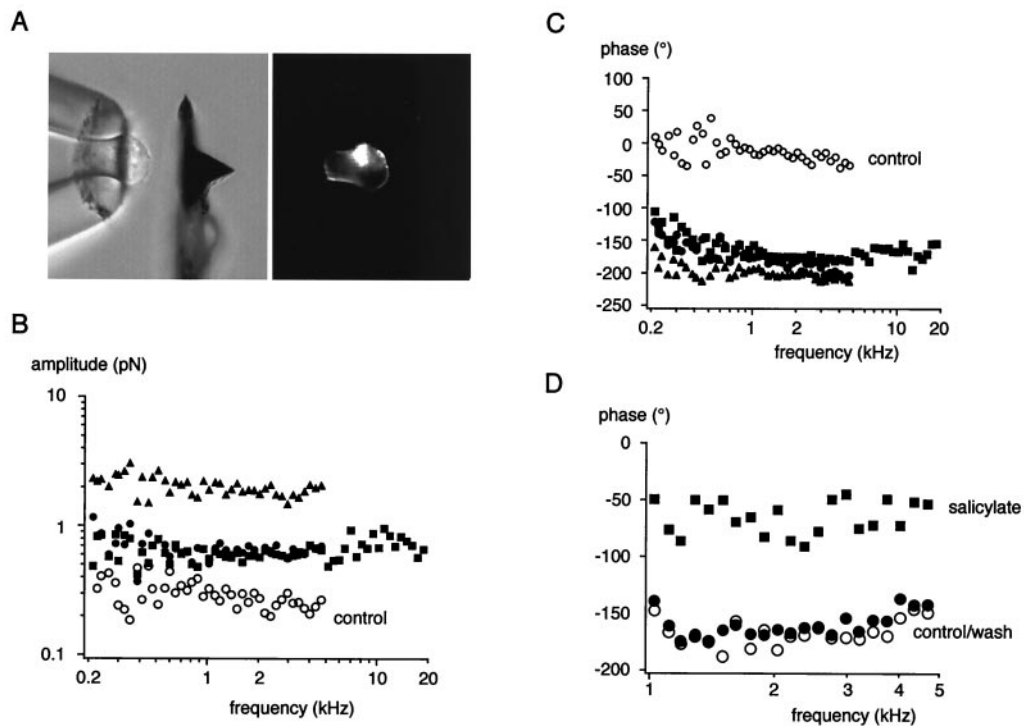 A
B
amplitude (pN)
10
1
0.1
control
0.2
1
2
10
20
frequency (kHz)
C
phase (°)
100
50
0
-50
-100
-150
-200
-250
control
0.2
1
2
10
20
frequency (kHz)
D
phase (°)
0
-50
-100
-150
-200
salicylate
control/wash
1
2
3
4
5
frequency (kHz)